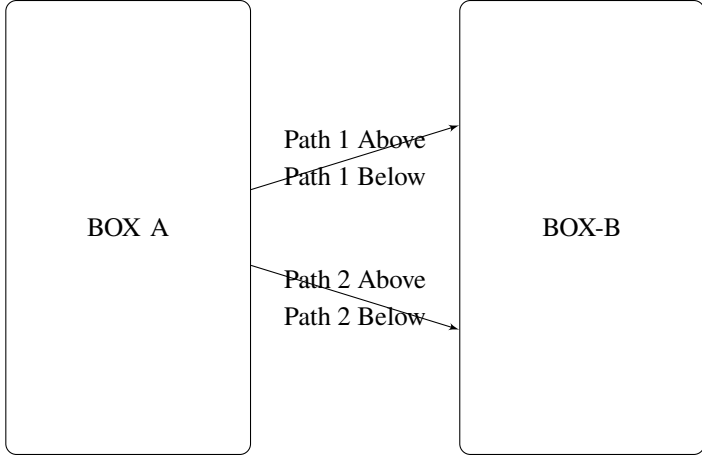 BOX A
Path 1 Above
Path 1 Below
Path 2 Above
Path 2 Below
BOX-B